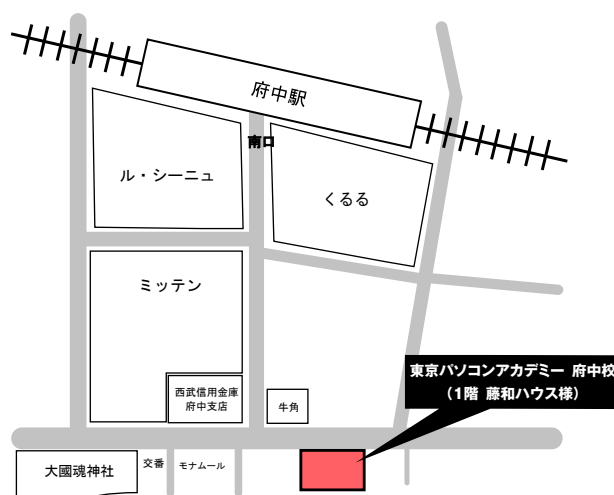 府中駅
南口
ル・シーニュ
くるる
ミッテン
東京パソコンアカデミー 府中校
（1階 藤和ハウス様）
西武信用金庫
府中支店
牛角
大國魂神社
交番
モナムール